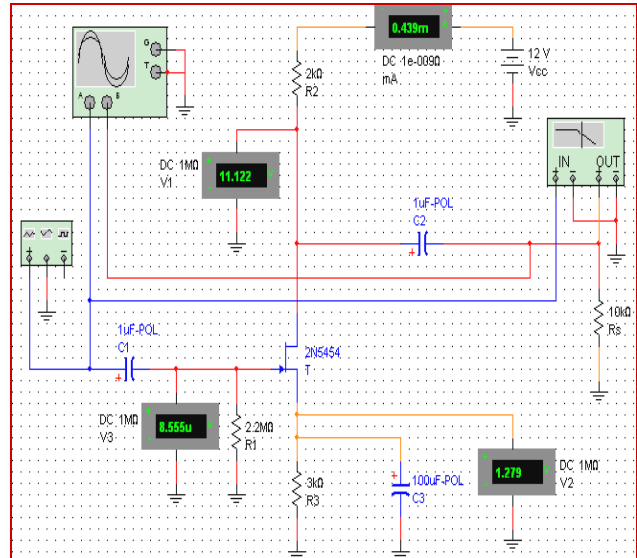 0.439m
DC 1e-009Ω
mA
12 V
Vcc
G
T
A B
2kΩ
R2
DC 1MΩ
V1
11.122
IN OUT
1uF-POL
C2
+
10kΩ
Rs
1uF-POL
C1
+
2N5454
T
DC 1MΩ
V3
8.555u
2.2MΩ
R1
3kΩ
R3
+
100uF-POL
C3
1.279
DC 1MΩ
V2